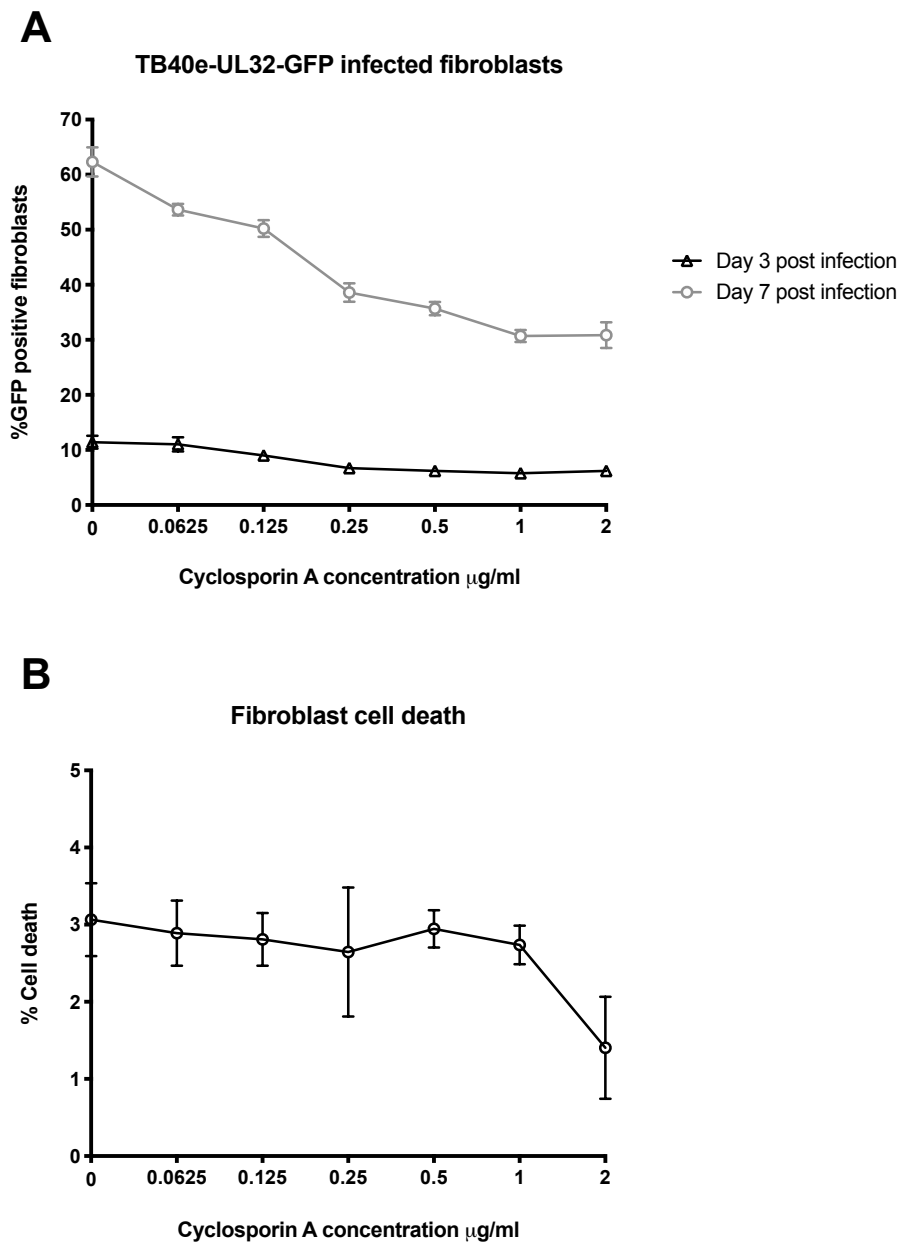 A
TB40e-UL32-GFP infected fibroblasts
70
60
50
40
30
20
10
0
%GFP positive fibroblasts
0 0.0625 0.125 0.25 0.5 1 2
Cyclosporin A concentration μg/ml
Day 3 post infection
Day 7 post infection
B
Fibroblast cell death
5
4
3
2
1
0
% Cell death
0 0.0625 0.125 0.25 0.5 1 2
Cyclosporin A concentration μg/ml